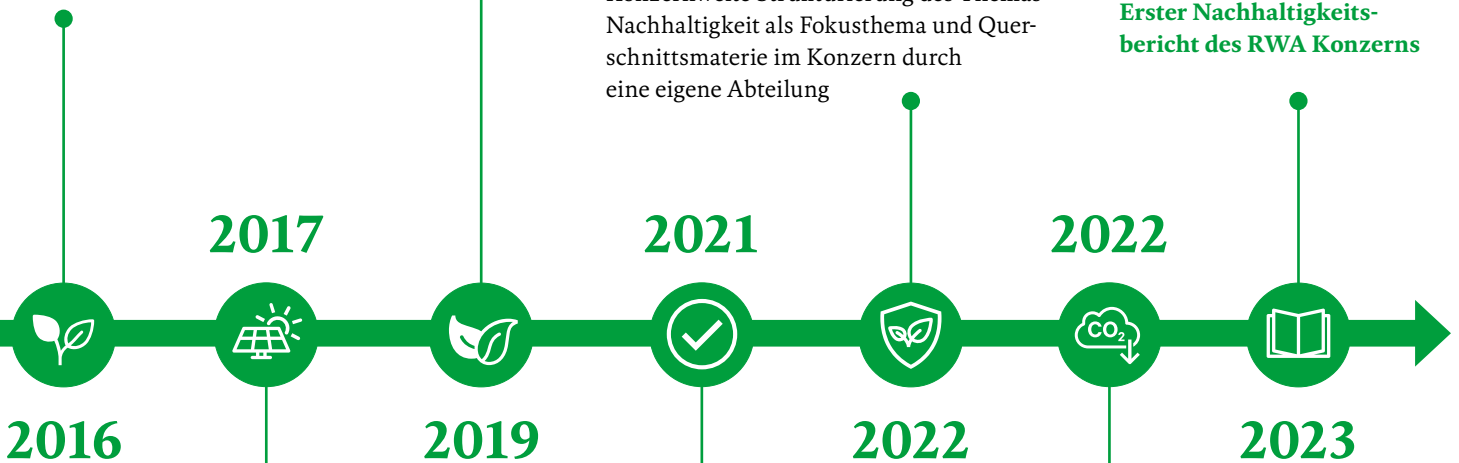 Nachhaltigkeit als Fokusthema und Quer-
schnittsmaterie im Konzern durch
eine eigene Abteilung
Erster Nachhaltigkeits-
bericht des RWA Konzerns
2017
2021
2022
CO₂
2016
2019
2022
2023